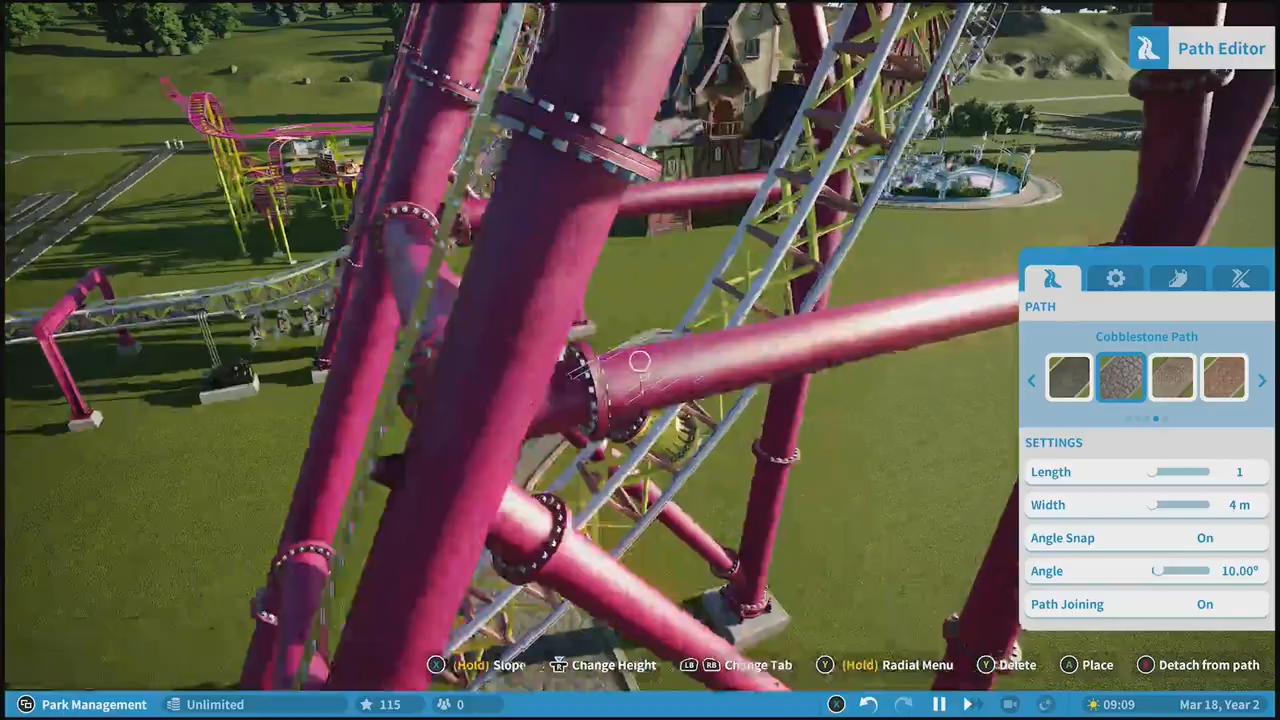 Path Editor
PATH
Cobblestone Path
SETTINGS
Length 1
Width 4 m
Angle Snap On
Angle 10.00°
Path Joining On
X (Hold) Slope R Change Height LB RB Change Tab Y (Hold) Radial Menu Y Delete A Place Detach from path
Park Management Unlimited 115 0 X 09:09 Mar 18, Year 2